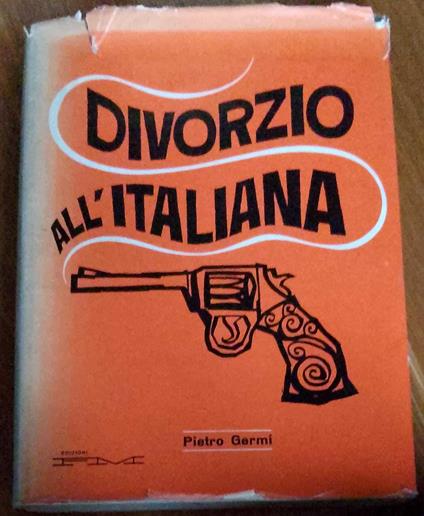 DIVORZIO
ALL'ITALIANA
Pietro Germi
EDIZIONI
FM